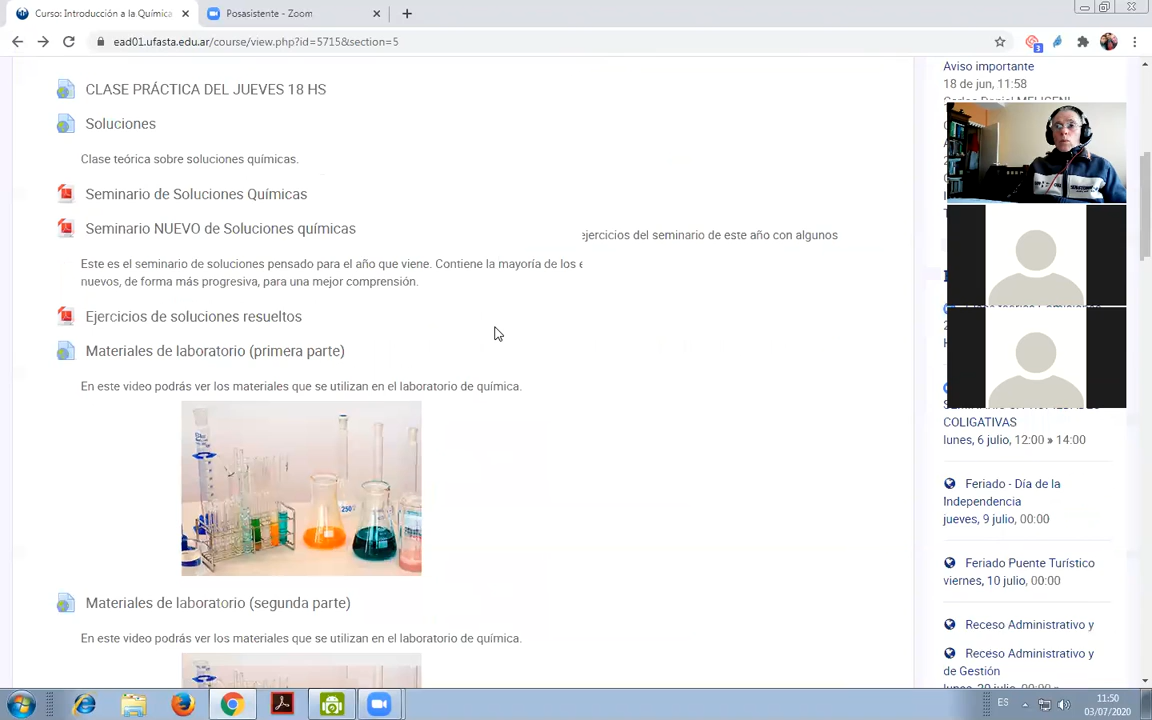 Curso: Introducción a la Química
Posasistente - Zoom
ead01.ufasta.edu.ar/course/view.php?id=5715&section=5
3
CLASE PRÁCTICA DEL JUEVES 18 HS
Soluciones
Clase teórica sobre soluciones químicas.
Seminario de Soluciones Químicas
Seminario NUEVO de Soluciones químicas
ejercicios del seminario de este año con algunos
Este es el seminario de soluciones pensado para el año que viene. Contiene la mayoría de los e
nuevos, de forma más progresiva, para una mejor comprensión.
Ejercicios de soluciones resueltos
Materiales de laboratorio (primera parte)
En este video podrás ver los materiales que se utilizan en el laboratorio de química.
250
Materiales de laboratorio (segunda parte)
En este video podrás ver los materiales que se utilizan en el laboratorio de química.
Aviso importante
18 de jun, 11:58
COLIGATIVAS
lunes, 6 julio, 12:00 » 14:00
Feriado - Día de la
Independencia
jueves, 9 julio, 00:00
Feriado Puente Turístico
viernes, 10 julio, 00:00
Receso Administrativo y
Receso Administrativo y
de Gestión
ES
11:50
03/07/2020